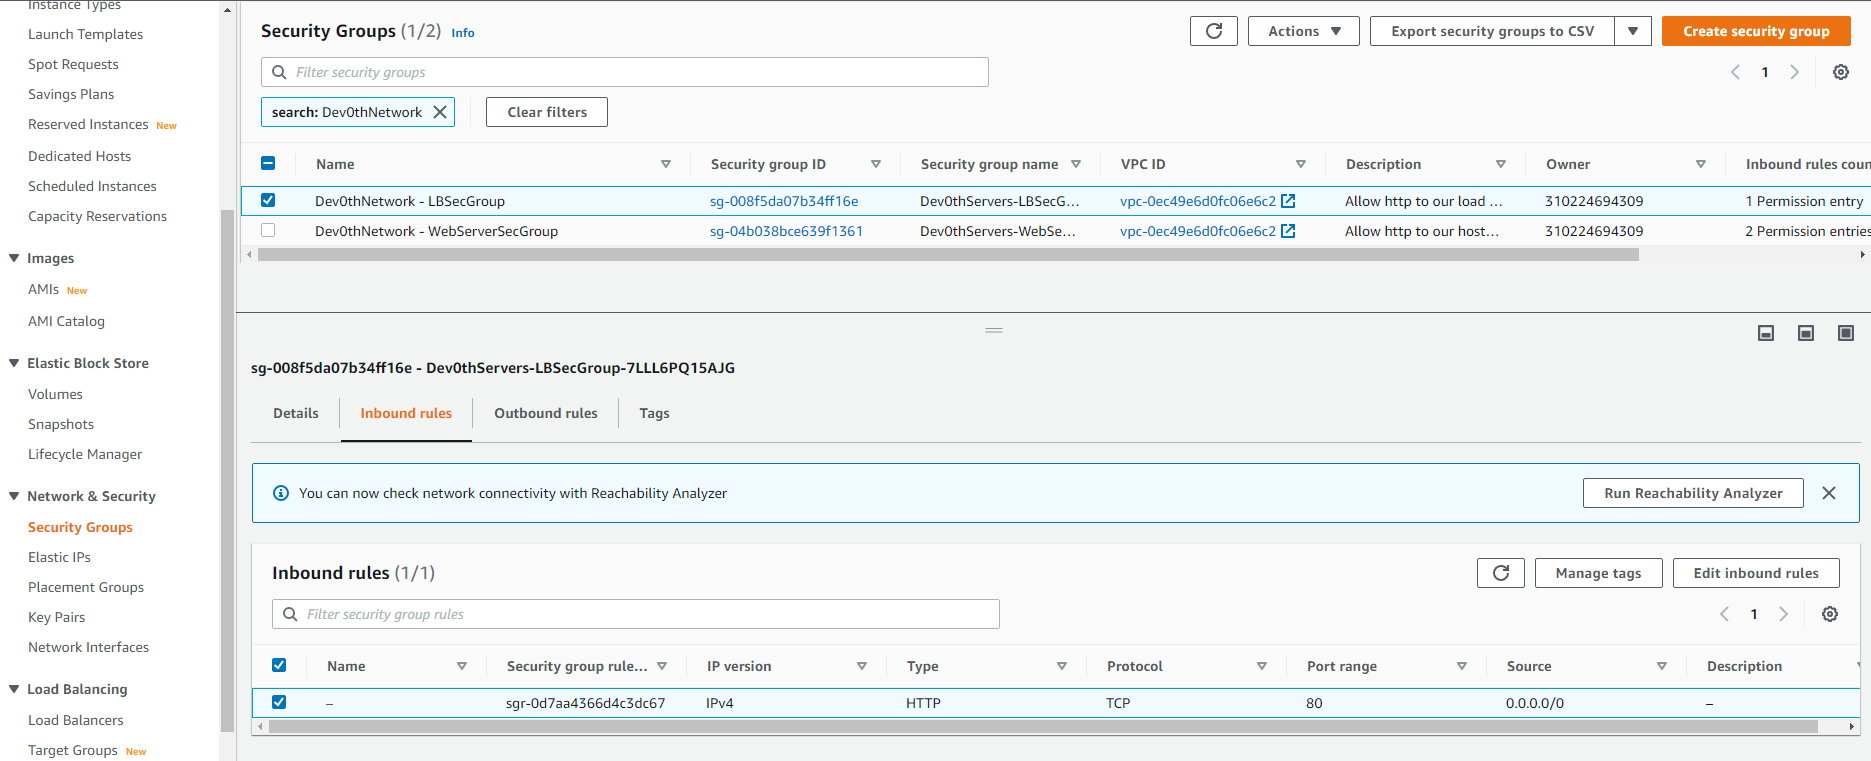 Instance Types
Launch Templates
Spot Requests
Savings Plans
Reserved Instances New
Dedicated Hosts
Scheduled Instances
Capacity Reservations
Images
AMIs New
AMI Catalog
Elastic Block Store
Volumes
Snapshots
Lifecycle Manager
Network & Security
Security Groups
Elastic IPs
Placement Groups
Key Pairs
Network Interfaces
Load Balancing
Load Balancers
Target Groups New
Security Groups (1/2) Info
Actions
Export security groups to CSV
Create security group
Filter security groups
1
search: Dev0thNetwork
Clear filters
Name Security group ID Security group name VPC ID Description Owner Inbound rules coun
Dev0thNetwork - LBSecGroup sg-008f5da07b34ff16e Dev0thServers-LBSecG... vpc-0ec49e6d0fc06e6c2 Allow http to our load ... 310224694309 1 Permission entry
Dev0thNetwork - WebServerSecGroup sg-04b038bce639f1361 Dev0thServers-WebSe... vpc-0ec49e6d0fc06e6c2 Allow http to our host... 310224694309 2 Permission entries
sg-008f5da07b34ff16e - Dev0thServers-LBSecGroup-7LLL6PQ15AJG
Details Inbound rules Outbound rules Tags
You can now check network connectivity with Reachability Analyzer
Run Reachability Analyzer
Inbound rules (1/1)
Manage tags
Edit inbound rules
Filter security group rules
1
Name Security group rule... IP version Type Protocol Port range Source Description
– sgr-0d7aa4366d4c3dc67 IPv4 HTTP TCP 80 0.0.0.0/0 –